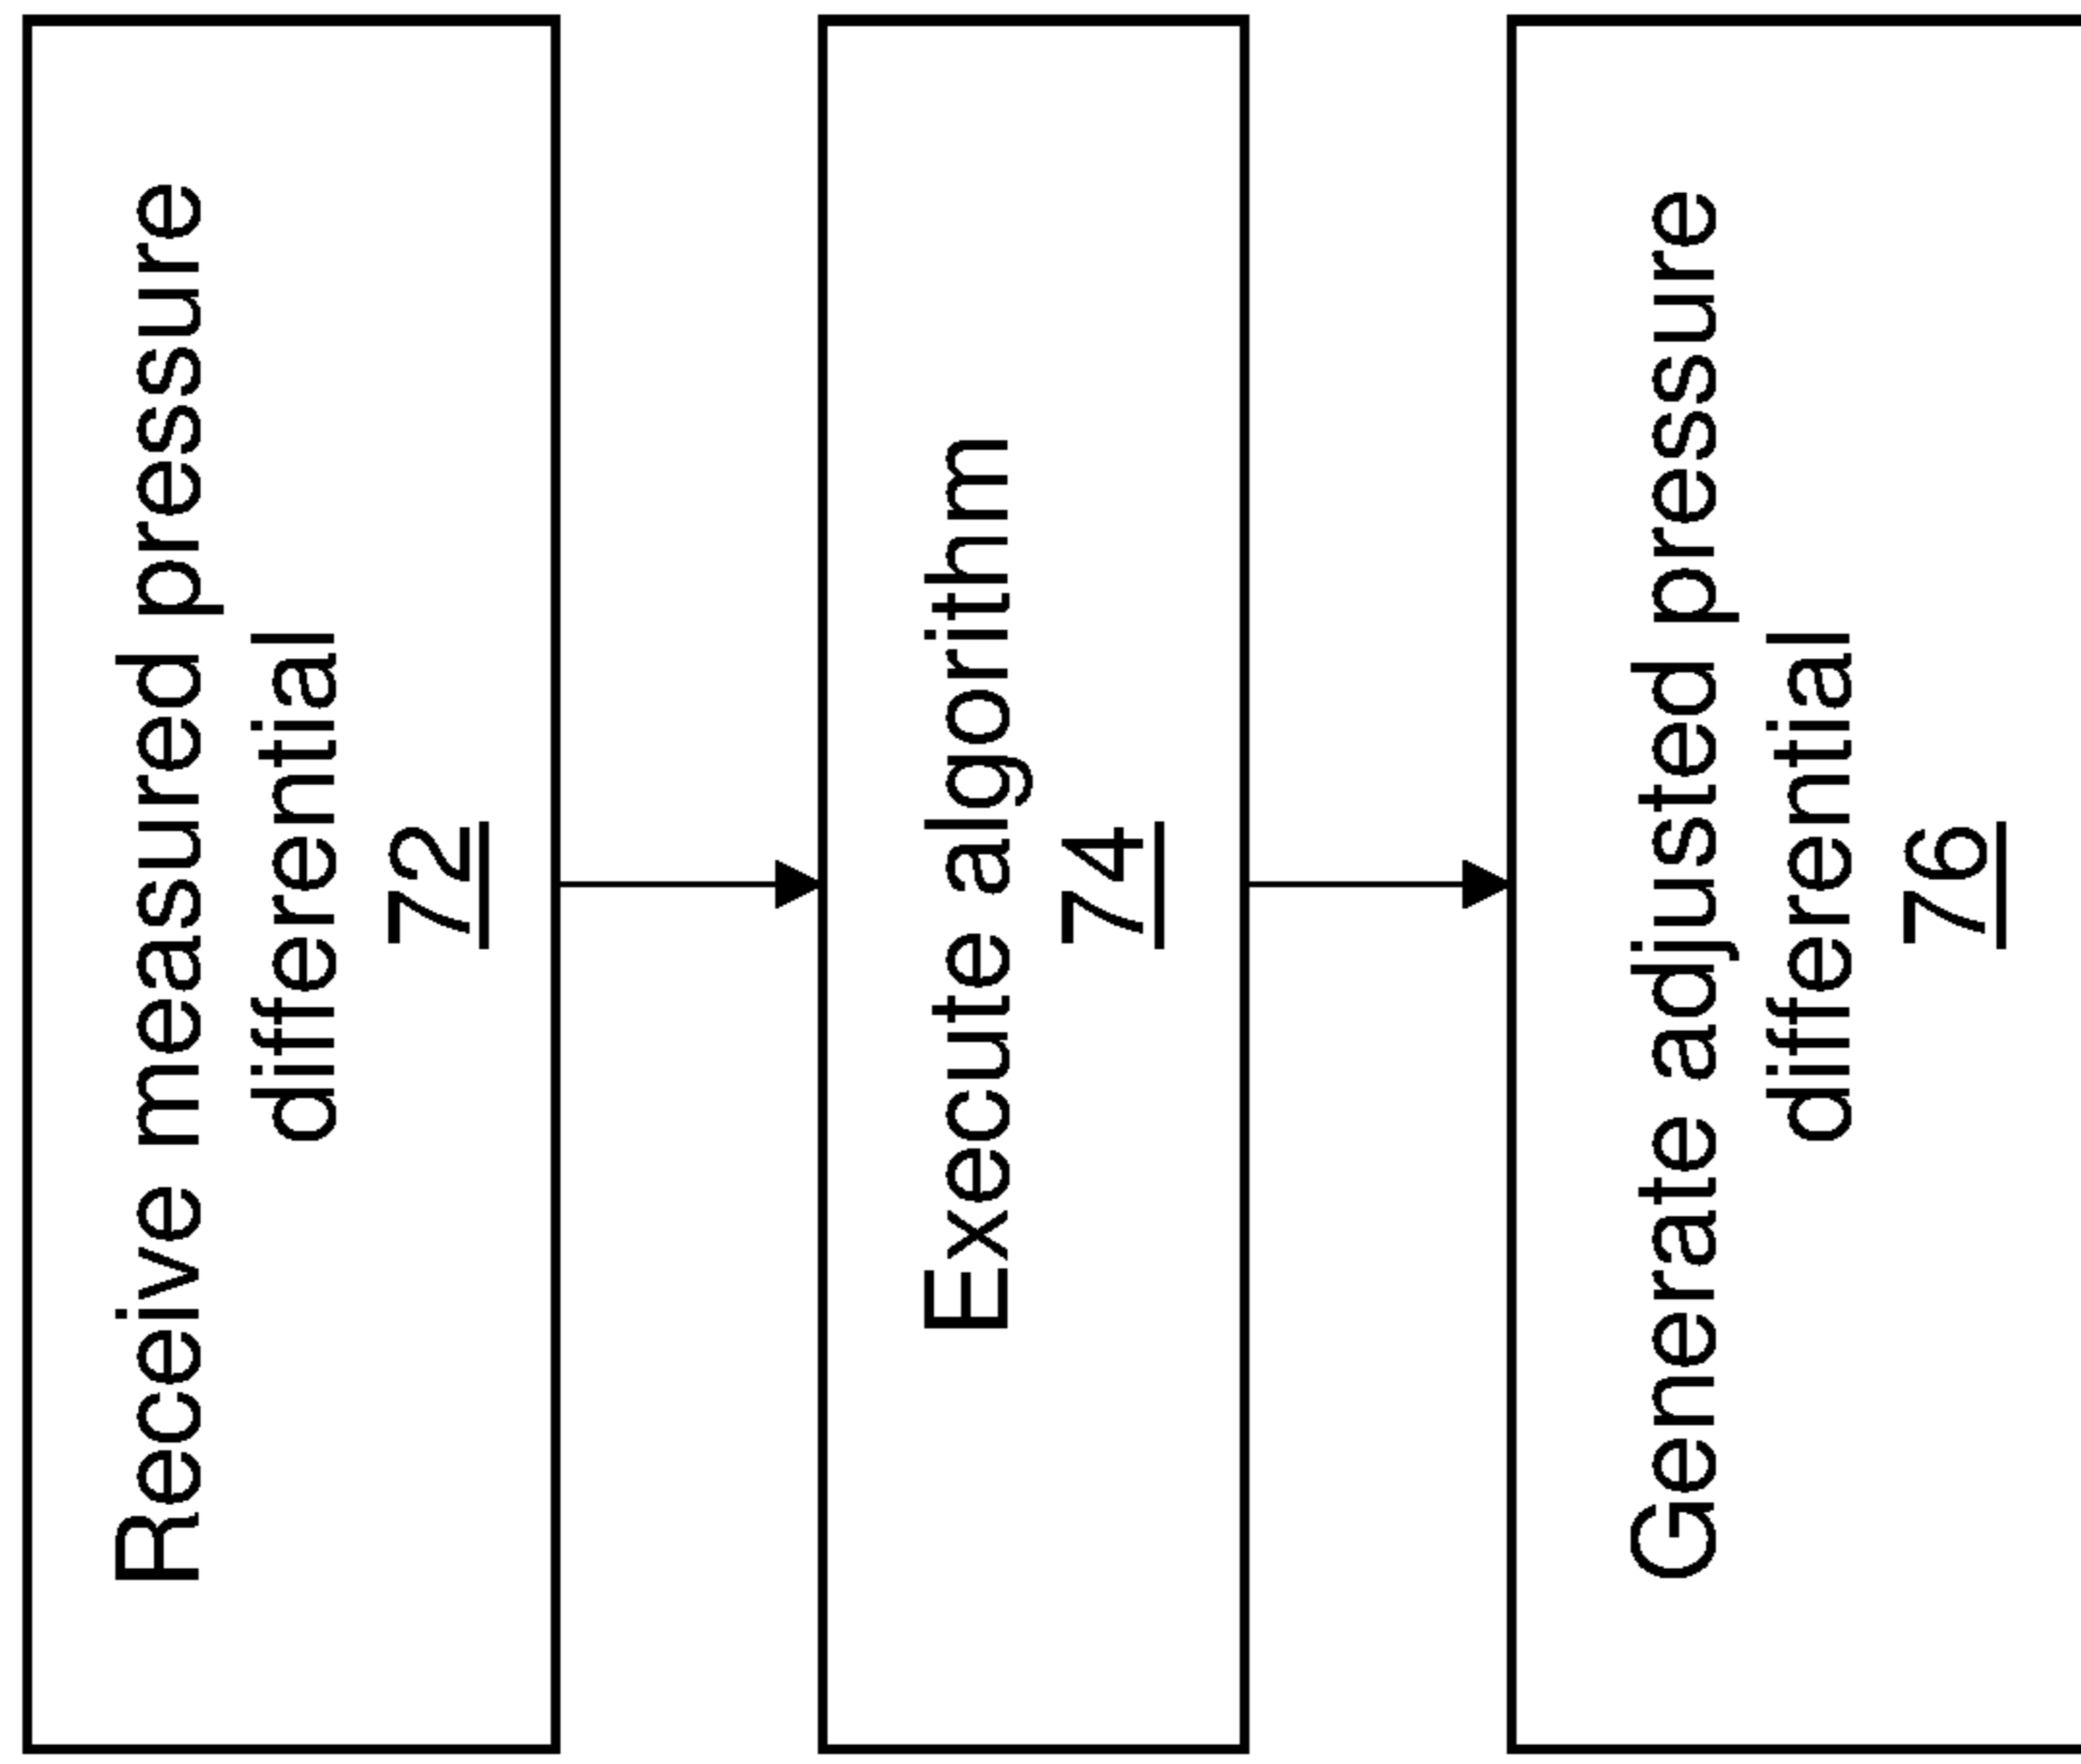 Receive measured pressure
differential
72
Execute algorithm
74
Generate adjusted pressure
differential
76